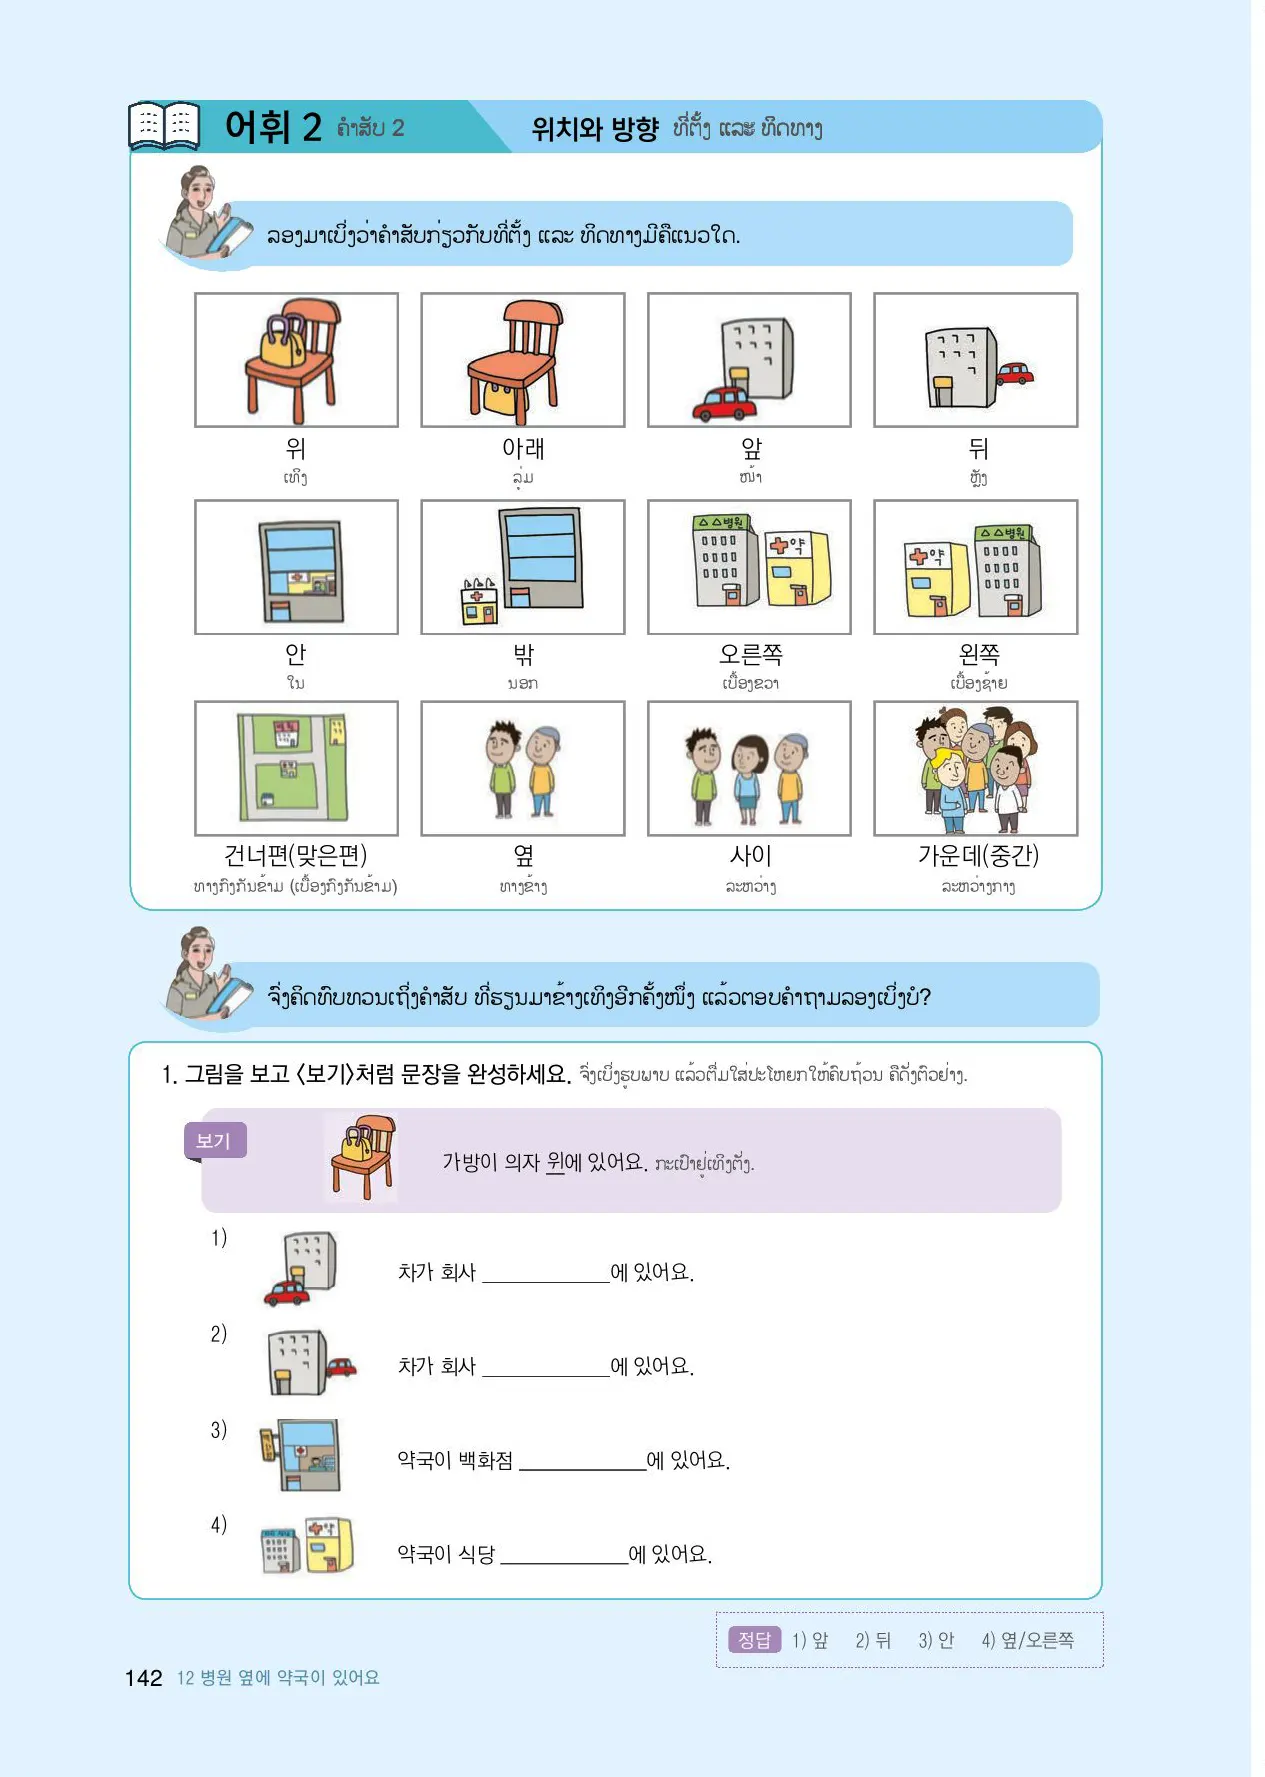 어휘 2 ຄຳສັບ 2 위치와 방향 ທີ່ຕັ້ງ ແລະ ທິດທາງ
ລອງມາເບິ່ງວ່າຄຳສັບກ່ຽວກັບທີ່ຕັ້ງ ແລະ ທິດທາງມີຄືແນວໃດ.
위 아래 앞 뒤
ເທິງ ລຸ່ມ ໜ້າ ຫຼັງ
△△병원 약 약 △△병원
안 밖 오른쪽 왼쪽
ໃນ ນອກ ເບື້ອງຂວາ ເບື້ອງຊ້າຍ
건너편(맞은편) 옆 사이 가운데(중간)
ທາງກົງກັນຂ້າມ (ເບື້ອງກົງກັນຂ້າມ) ທາງຂ້າງ ລະຫວ່າງ ລະຫວ່າງກາງ
ຈົ່ງຄິດທົບທວນເຖິ່ງຄຳສັບ ທີ່ຮຽນມາຂ້າງເທິງອີກຄັ້ງໜຶ່ງ ແລ້ວຕອບຄຳຖາມລອງເບິ່ງບໍ?
1. 그림을 보고 〈보기〉처럼 문장을 완성하세요. ຈົ່ງເບິ່ງຮູບພາບ ແລ້ວຕື່ມໃສ່ປະໂຫຍກໃຫ້ຄົບຖ້ວນ ຄືດັ່ງຕົວຢ່າງ.
보기
가방이 의자 위에 있어요. ກະເປົາຢູ່ເທິງຕັ່ງ.
1)
차가 회사 ____________에 있어요.
2)
차가 회사 ____________에 있어요.
3)
약국이 백화점 ____________에 있어요.
4) 약
약국이 식당 ____________에 있어요.
정답 1) 앞 2) 뒤 3) 안 4) 옆/오른쪽
142 12 병원 옆에 약국이 있어요